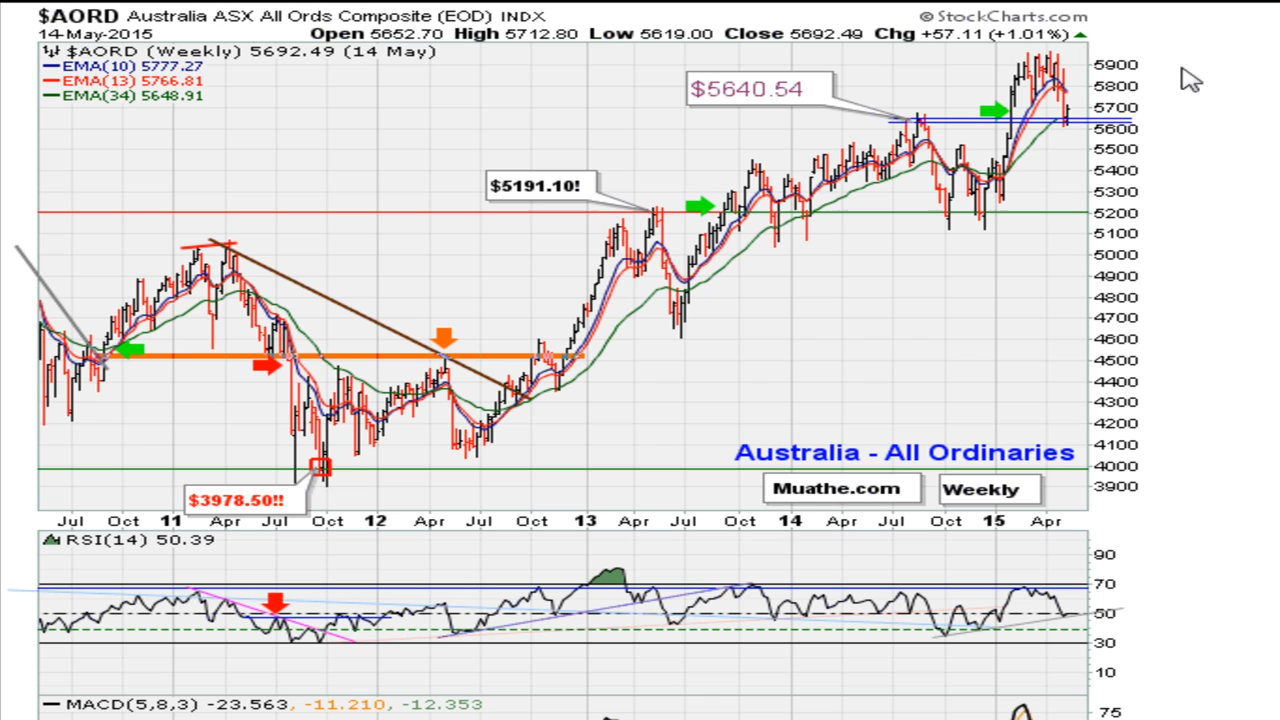 $AORD Australia ASX All Ords Composite (EOD) INDX
© StockCharts.com
14-May-2015
Open 5652.70 High 5712.80 Low 5619.00 Close 5692.49 Chg +57.11 (+1.01%)
$AORD (Weekly) 5692.49 (14 May)
EMA(10) 5777.27
EMA(13) 5766.81
EMA(34) 5648.91
$5640.54
$5191.10!
$3978.50!!
5900
5800
5700
5600
5500
5400
5300
5200
5100
5000
4900
4800
4700
4600
4500
4400
4300
4200
4100
4000
3900
Australia - All Ordinaries
Muathe.com
Weekly
Jul Oct 11 Apr Jul Oct 12 Apr Jul Oct 13 Apr Jul Oct 14 Apr Jul Oct 15 Apr
RSI(14) 50.39
90
70
50
30
10
MACD(5,8,3) -23.563, -11.210, -12.353
75